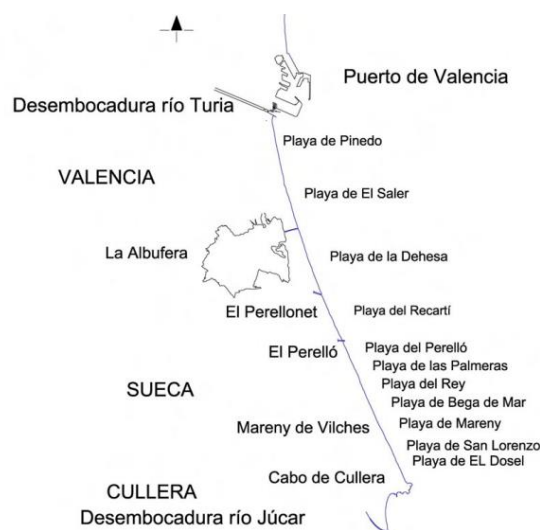 Puerto de Valencia
Desembocadura río Turia
Playa de Pinedo
VALENCIA
Playa de El Saler
La Albufera
Playa de la Dehesa
El Perellonet
Playa del Recartí
El Perelló
Playa del Perelló
Playa de las Palmeras
Playa del Rey
SUECA
Playa de Bega de Mar
Mareny de Vilches
Playa de Mareny
Playa de San Lorenzo
Playa de EL Dosel
Cabo de Cullera
CULLERA
Desembocadura río Júcar